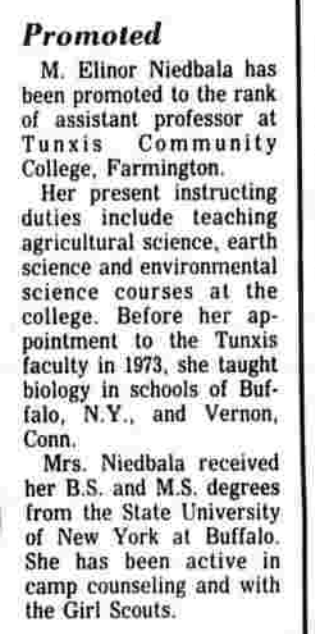 Promoted
M. Elinor Niedbala has
been promoted to the rank
of assistant professor at
Tunxis Community
College, Farmington.
Her present instructing
duties include teaching
agricultural science, earth
science and environmental
science courses at the
college. Before her ap-
pointment to the Tunxis
faculty in 1973, she taught
biology in schools of Buf-
falo, N.Y., and Vernon,
Conn.
Mrs. Niedbala received
her B.S. and M.S. degrees
from the State University
of New York at Buffalo.
She has been active in
camp counseling and with
the Girl Scouts.